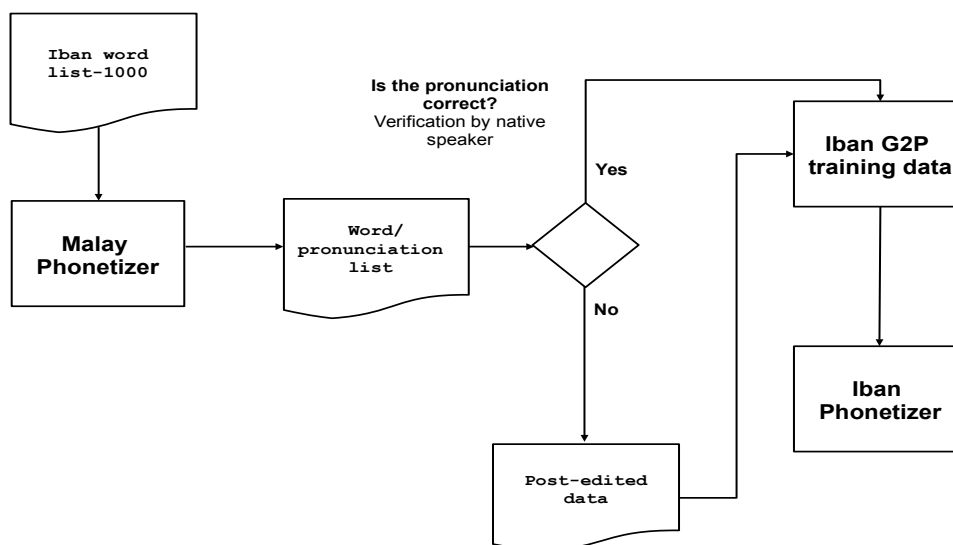 Iban word
list-1000
Is the pronunciation
correct?
Verification by native
speaker
Yes
Iban G2P
training data
Malay
Phonetizer
Word/
pronunciation
list
No
Iban
Phonetizer
Post-edited
data